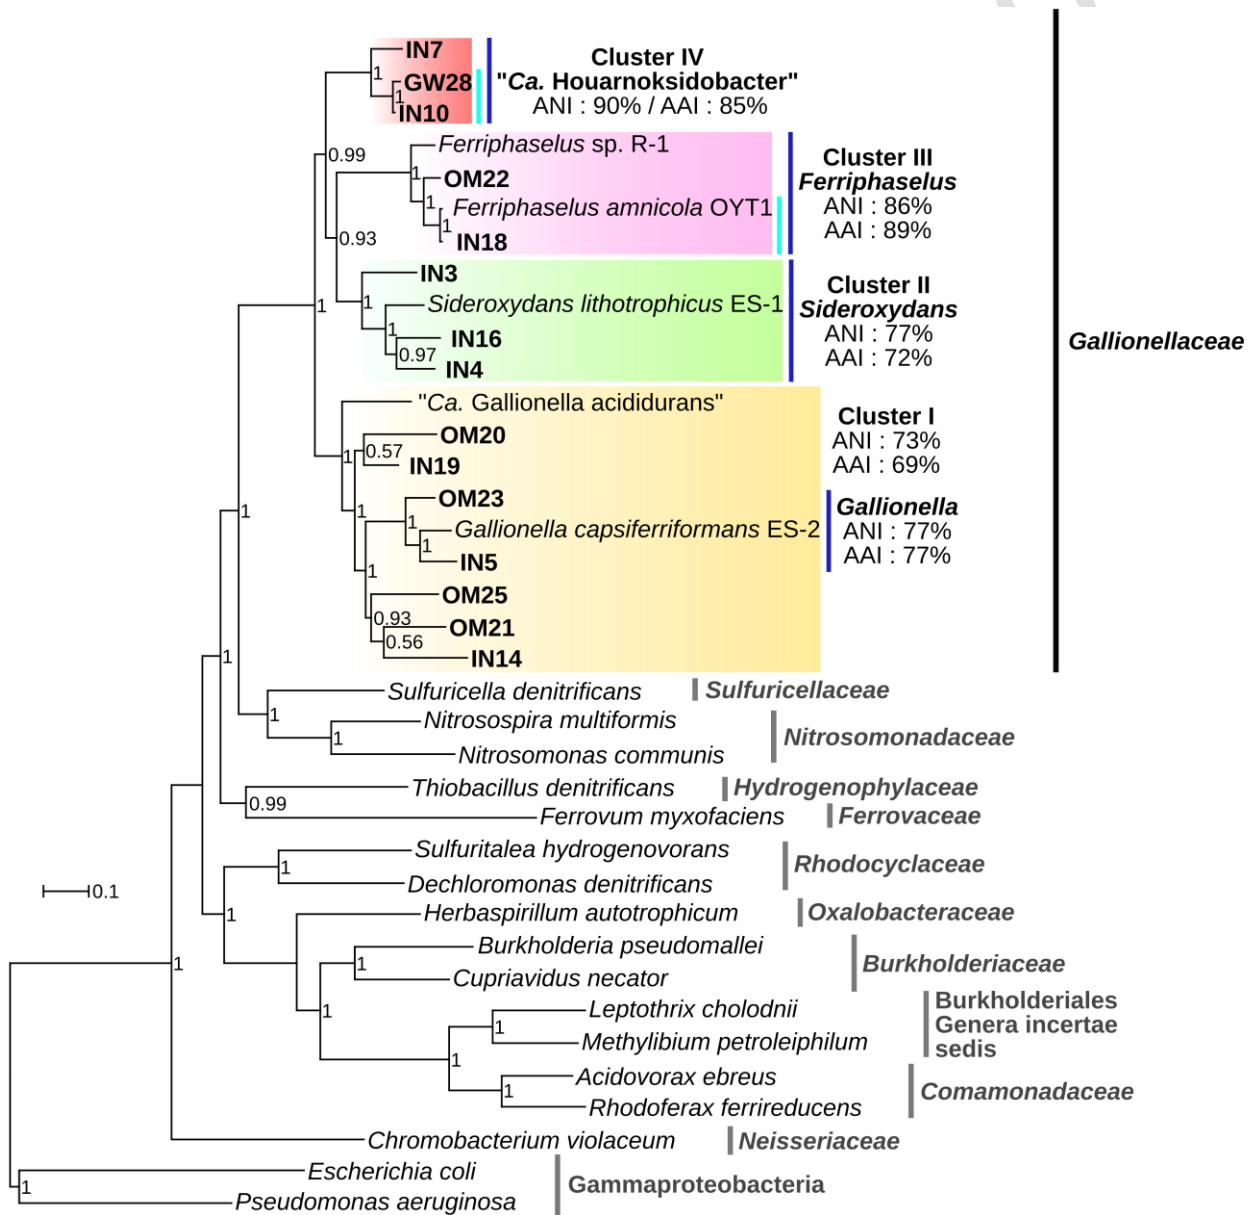 IN7
GW28
IN10
1
1
Cluster IV
"Ca. Houarnoksidobacter"
ANI : 90% / AAI : 85%
0.99
Ferriphaselus sp. R-1
OM22
Ferriphaselus amnicola OYT1
IN18
1
1
1
Cluster III
Ferriphaselus
ANI : 86%
AAI : 89%
0.93
IN3
Sideroxydans lithotrophicus ES-1
IN16
IN4
1
1
0.97
Cluster II
Sideroxydans
ANI : 77%
AAI : 72%
1
Gallionellaceae
"Ca. Gallionella acididurans"
OM20
IN19
0.57
1
Cluster I
ANI : 73%
AAI : 69%
OM23
Gallionella capsiferriformans ES-2
IN5
1
1
1
Gallionella
ANI : 77%
AAI : 77%
1
OM25
OM21
IN14
0.93
0.56
1
1
Sulfuricella denitrificans
Sulfuricellaceae
Nitrosospira multiformis
Nitrosomonas communis
1
1
Nitrosomonadaceae
Thiobacillus denitrificans
Hydrogenophylaceae
0.99
Ferrovum myxofaciens
Ferrovaceae
Sulfuritalea hydrogenovorans
Dechloromonas denitrificans
1
Rhodocyclaceae
0.1
1
Herbaspirillum autotrophicum
Oxalobacteraceae
Burkholderia pseudomallei
Cupriavidus necator
1
Burkholderiaceae
1
1
Leptothrix cholodnii
Methylibium petroleiphilum
1
Burkholderiales
Genera incertae
sedis
1
Acidovorax ebreus
Rhodoferax ferrireducens
1
Comamonadaceae
Chromobacterium violaceum
Neisseriaceae
Escherichia coli
Pseudomonas aeruginosa
1
Gammaproteobacteria